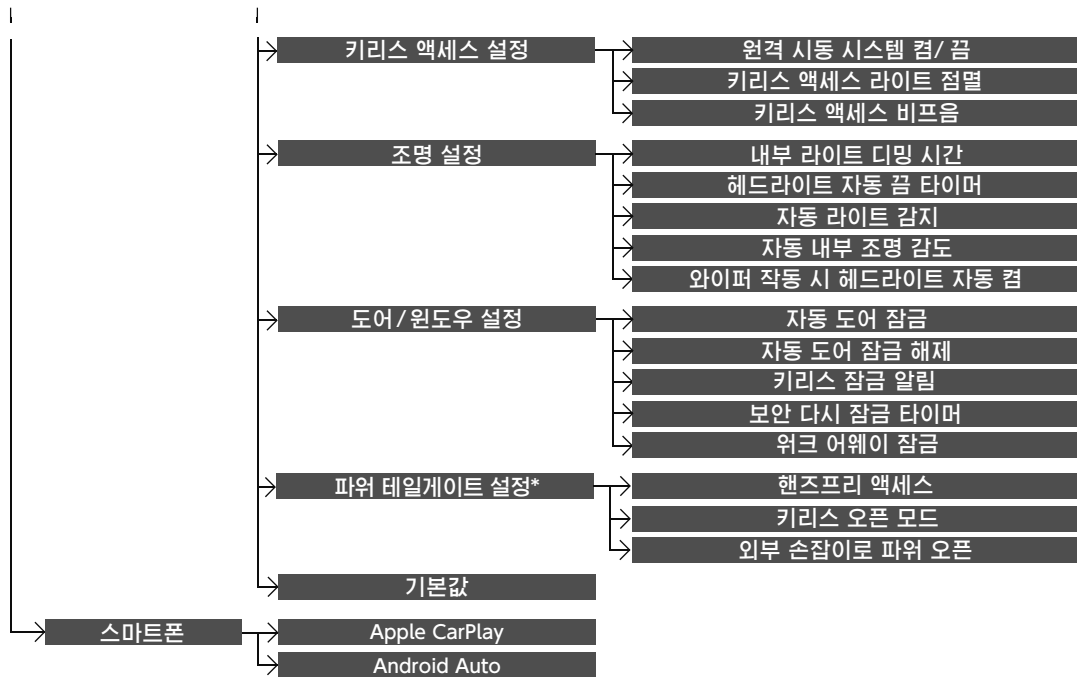 키리스 액세스 설정
원격 시동 시스템 켬/ 끔
키리스 액세스 라이트 점멸
키리스 액세스 비프음
조명 설정
내부 라이트 디밍 시간
헤드라이트 자동 끔 타이머
자동 라이트 감지
자동 내부 조명 감도
와이퍼 작동 시 헤드라이트 자동 켬
도어/윈도우 설정
자동 도어 잠금
자동 도어 잠금 해제
키리스 잠금 알림
보안 다시 잠금 타이머
워크 어웨이 잠금
파워 테일게이트 설정*
핸즈프리 액세스
키리스 오픈 모드
외부 손잡이로 파워 오픈
기본값
스마트폰
Apple CarPlay
Android Auto